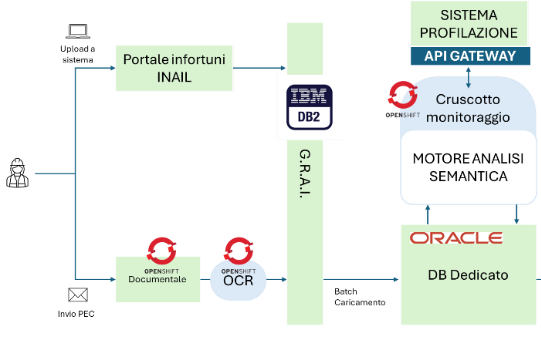 Upload a
sistema
Portale infortuni
INAIL
IBM
DB2
G.R.A.I.
SISTEMA
PROFILAZIONE
API GATEWAY
OPENSHIFT
Cruscotto
monitoraggio
MOTORE ANALISI
SEMANTICA
ORACLE
DB Dedicato
OPENSHIFT
Documentale
OPENSHIFT
OCR
Batch
Caricamento
Invio PEC